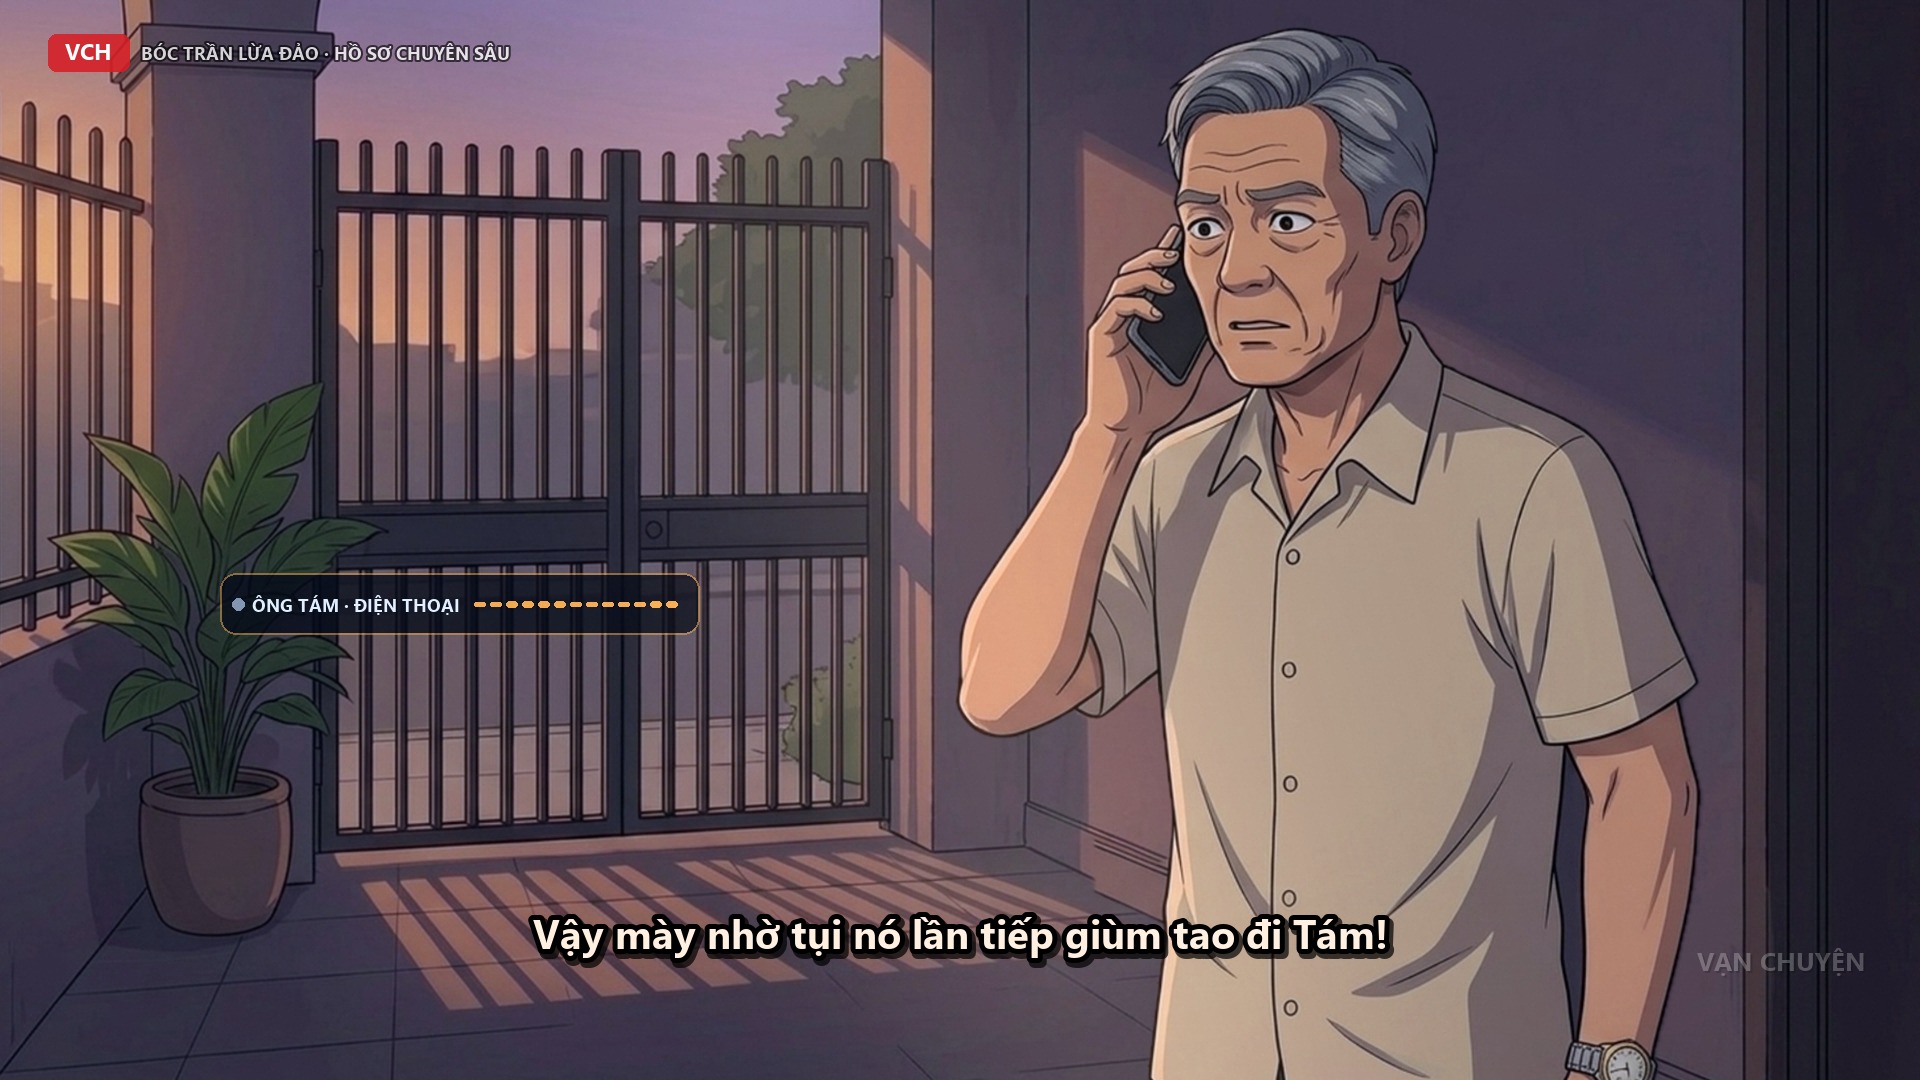 VCH BÓC TRẦN LỪA ĐẢO · HỒ SƠ CHUYÊN SÂU
ÔNG TÁM · ĐIỆN THOẠI
Vậy mày nhờ tụi nó lần tiếp giùm tao đi Tám!
VẠN CHUYỆN